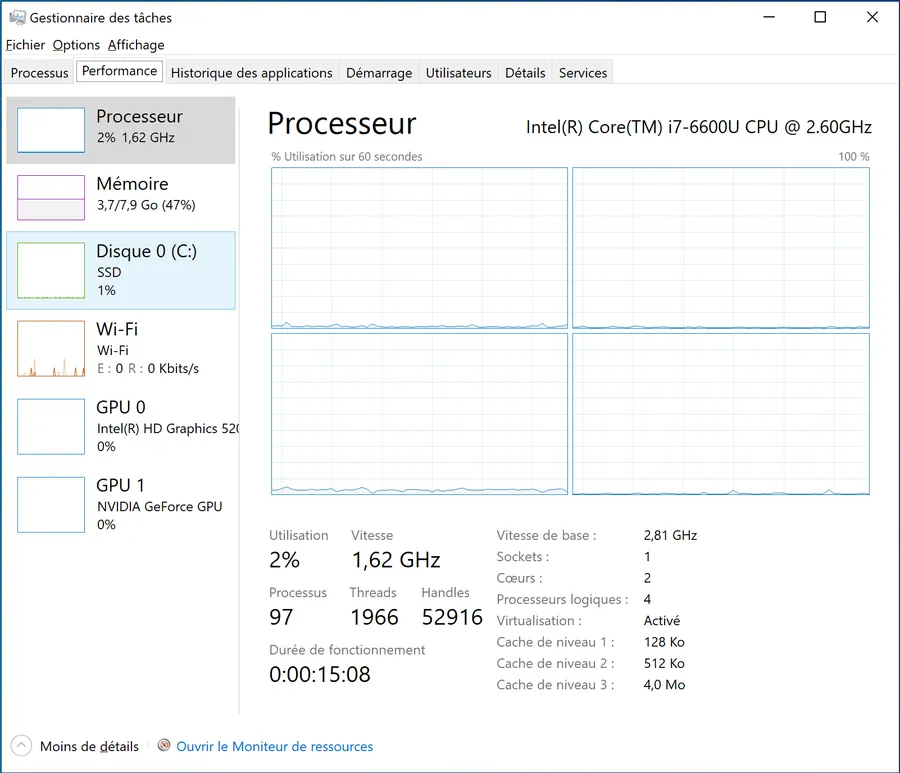 Gestionnaire des tâches
Fichier Options Affichage
Processus Performance Historique des applications Démarrage Utilisateurs Détails Services
Processeur
2% 1,62 GHz
Mémoire
3,7/7,9 Go (47%)
Disque 0 (C:)
SSD
1%
Wi-Fi
Wi-Fi
E : 0 R : 0 Kbits/s
GPU 0
Intel(R) HD Graphics 520
0%
GPU 1
NVIDIA GeForce GPU
0%
Processeur
Intel(R) Core(TM) i7-6600U CPU @ 2.60GHz
% Utilisation sur 60 secondes
100 %
Utilisation Vitesse
2% 1,62 GHz
Processus Threads Handles
97 1966 52916
Durée de fonctionnement
0:00:15:08
Vitesse de base : 2,81 GHz
Sockets : 1
Cœurs : 2
Processeurs logiques : 4
Virtualisation : Activé
Cache de niveau 1 : 128 Ko
Cache de niveau 2 : 512 Ko
Cache de niveau 3 : 4,0 Mo
Moins de détails
Ouvrir le Moniteur de ressources